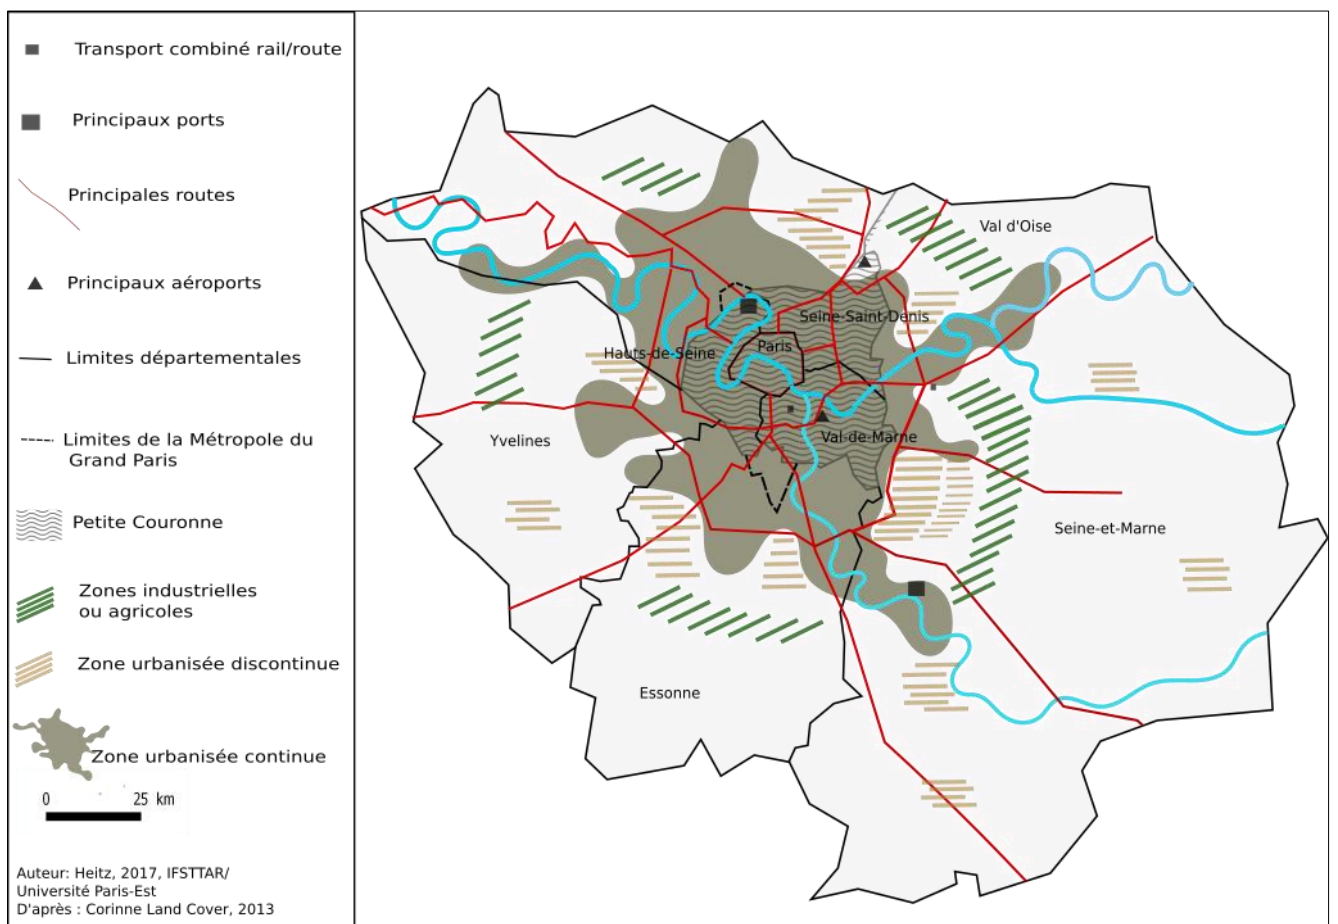 Transport combiné rail/route
Principaux ports
Principales routes
Principaux aéroports
Limites départementales
Limites de la Métropole du
Grand Paris
Petite Couronne
Zones industrielles
ou agricoles
Zone urbanisée discontinue
Zone urbanisée continue
0 25 km
Auteur: Heitz, 2017, IFSTTAR/
Université Paris-Est
D'après : Corinne Land Cover, 2013
Val d'Oise
Seine-Saint-Denis
Hauts-de-Seine
Paris
Yvelines
Val-de-Marne
Seine-et-Marne
Essonne